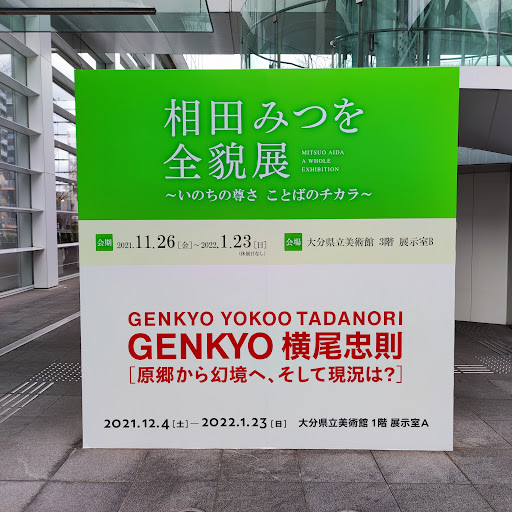 相田みつを
全貌展
MITSUO AIDA
A WHOLE
EXHIBITION
〜いのちの尊さ ことばのチカラ〜
会期 2021.11.26[金]〜2022.1.23[日] 会場 大分県立美術館 3階 展示室B
(休展日なし)
GENKYO YOKOO TADANORI
GENKYO 横尾忠則
[原郷から幻境へ、そして現況は?]
2021.12.4[土]—2022.1.23[日] 大分県立美術館 1階 展示室A